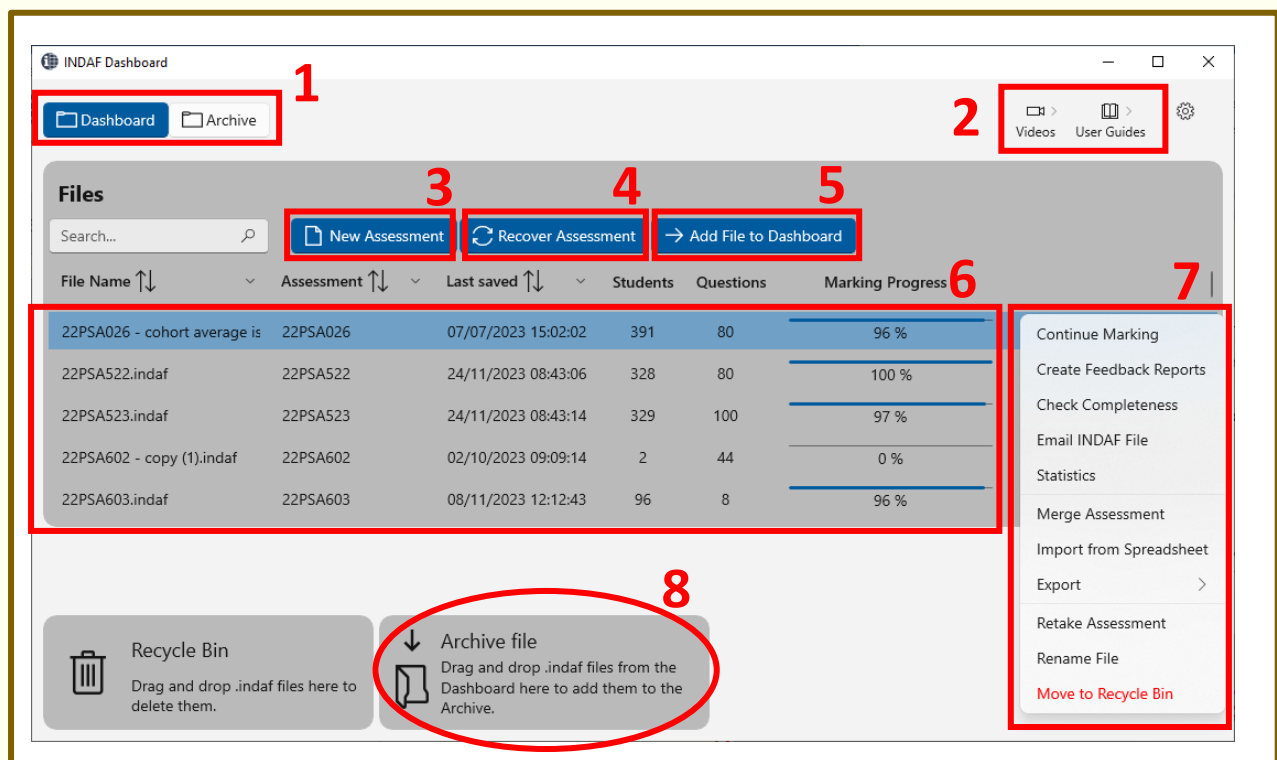 INDAF Dashboard
1
Dashboard Archive
2
Videos User Guides
Files
3 4 5
Search...
New Assessment Recover Assessment Add File to Dashboard
File Name Assessment Last saved Students Questions Marking Progress
6 7
22PSA026 - cohort average is 22PSA026 07/07/2023 15:02:02 391 80 96 %
22PSA522.indaf 22PSA522 24/11/2023 08:43:06 328 80 100 %
22PSA523.indaf 22PSA523 24/11/2023 08:43:14 329 100 97 %
22PSA602 - copy (1).indaf 22PSA602 02/10/2023 09:09:14 2 44 0 %
22PSA603.indaf 22PSA603 08/11/2023 12:12:43 96 8 96 %
Continue Marking
Create Feedback Reports
Check Completeness
Email INDAF File
Statistics
Merge Assessment
Import from Spreadsheet
Export
Retake Assessment
Rename File
Move to Recycle Bin
Recycle Bin
Drag and drop .indaf files here to
delete them.
8
Archive file
Drag and drop .indaf files from the
Dashboard here to add them to the
Archive.